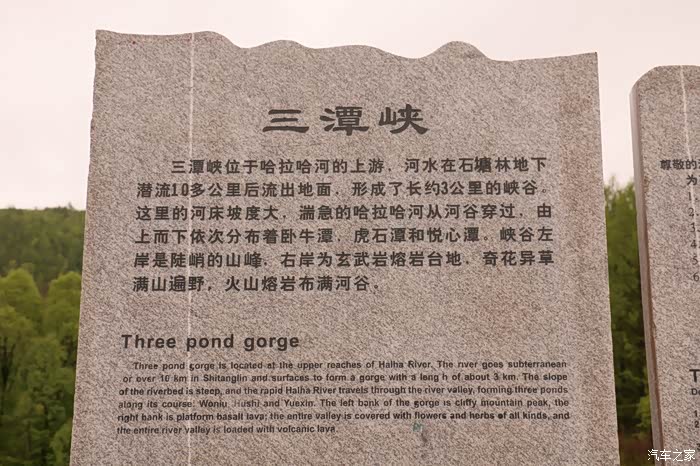 三潭峡
三潭峡位于哈拉哈河的上游，河水在石塘林地下
潜流10多公里后流出地面，形成了长约3公里的峡谷。
这里的河床坡度大，湍急的哈拉哈河从河谷穿过，由
上而下依次分布着卧牛潭，虎石潭和悦心潭。峡谷左
岸是陡峭的山峰，右岸为玄武岩熔岩台地，奇花异草
满山遍野，火山熔岩布满河谷。
Three pond gorge
Three pond gorge is located at the upper reaches of Halha River. The river goes subterranean
or over 10 km in Shitanglin and surfaces to form a gorge with a leng h of about 3 km. The slope
of the riverbed is steep, and the rapid Halha River travels through the river valley, forming three ponds
along its course: Woniu, Hushi and Yuexin. The left bank of the gorge is cliffy mountain peak, the
right bank is platform basalt lava; the entire valley is covered with flowers and herbs of all kinds, and
the entire river valley is loaded with volcanic lava.
尊敬的
为
T
汽车之家